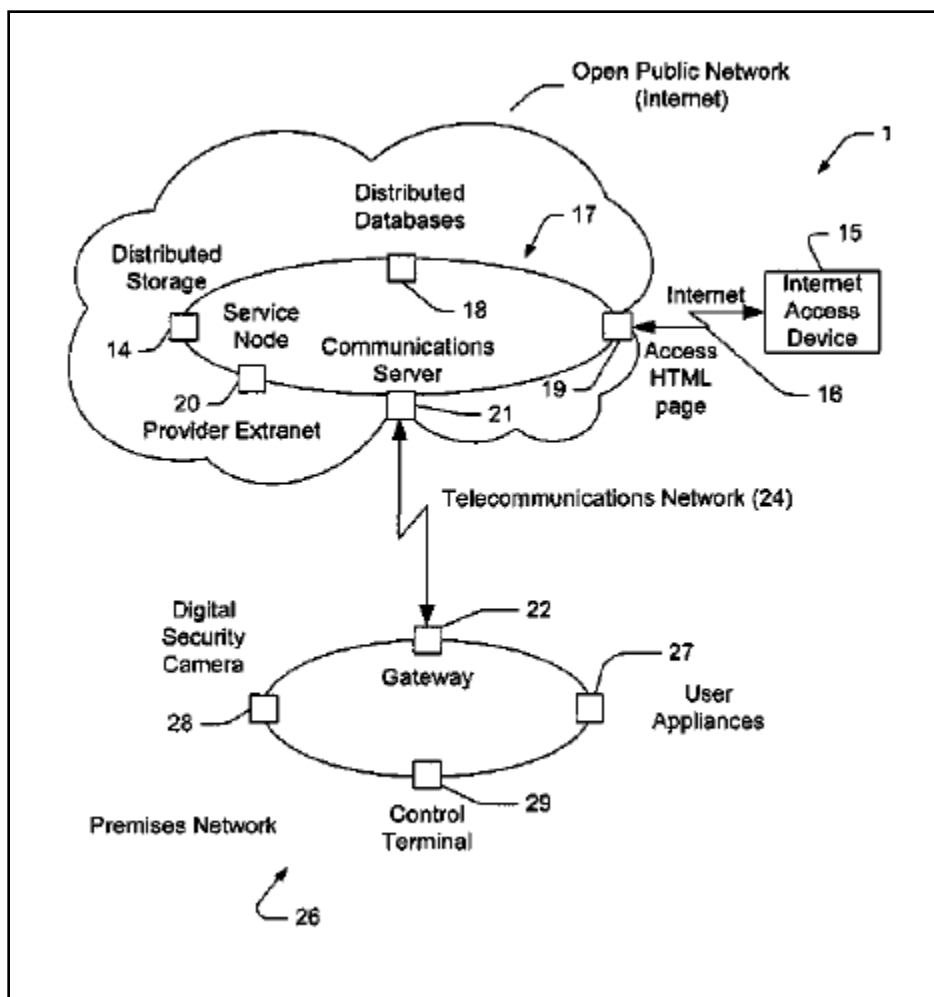 Open Public Network
(Internet)
1
Distributed
Databases
17
15
Distributed
Storage
Internet
Internet
Access
Device
18
Service
Node
14
Communications
Server
Access
HTML
page
19
16
20
21
Provider Extranet
Telecommunications Network (24)
Digital
Security
Camera
22
27
Gateway
User
Appliances
28
29
Control
Terminal
Premises Network
26